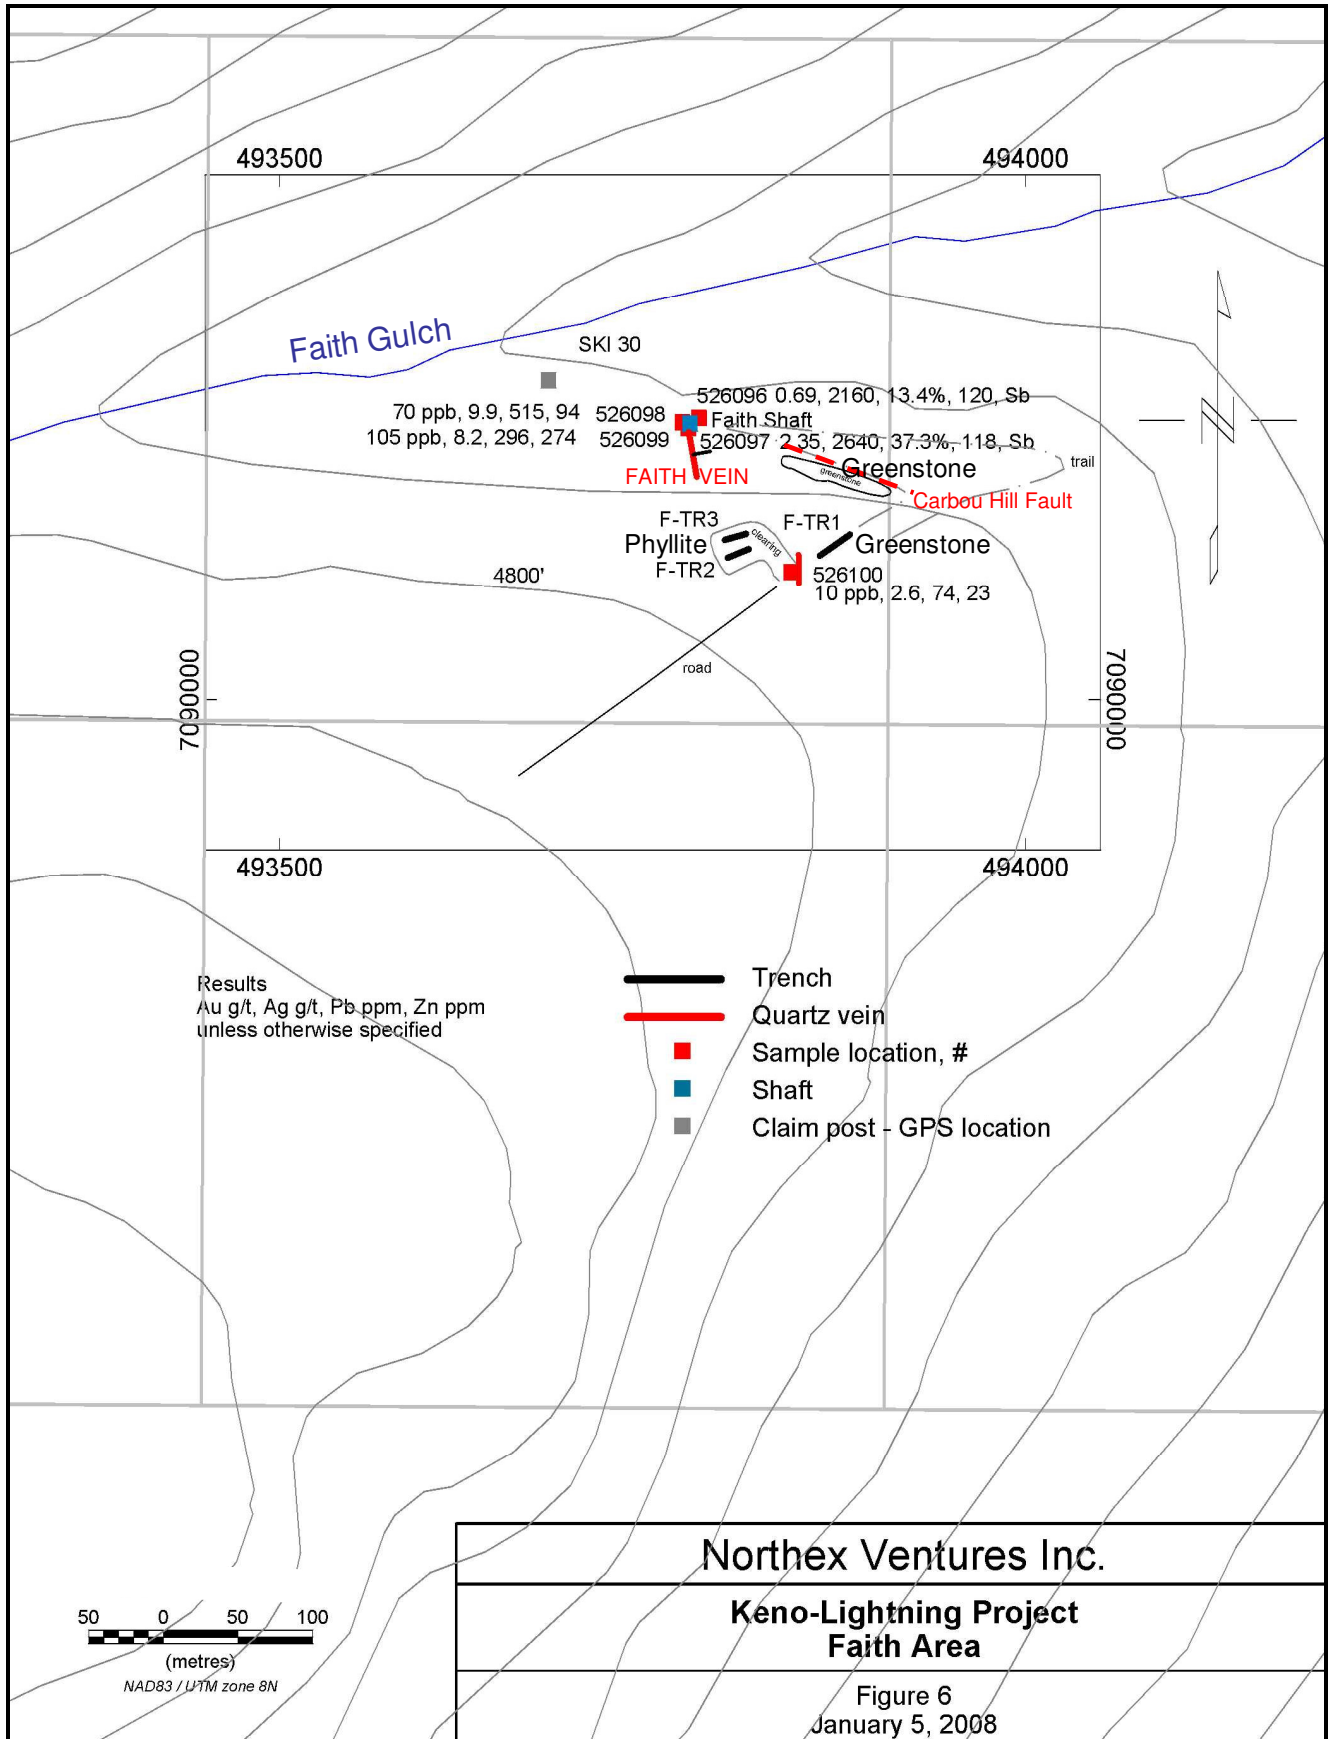 493500
494000
Faith Gulch
SKI 30
526096 0.69, 2160, 13.4%, 120, Sb
70 ppb, 9.9, 515, 94 526098
Faith Shaft
105 ppb, 8.2, 296, 274 526099
526097 2.35, 2640, 37.3%, 118, Sb
trail
Greenstone
greenstone
FAITH VEIN
Carbou Hill Fault
F-TR3
F-TR1
clearing
Phyllite
Greenstone
F-TR2
4800'
526100
10 ppb, 2.6, 74, 23
road
7090000
7090000
493500
494000
Results
Au g/t, Ag g/t, Pb ppm, Zn ppm
unless otherwise specified
Trench
Quartz vein
Sample location, #
Shaft
Claim post - GPS location
N
50 0 50 100
(metres)
NAD83 / UTM zone 8N
Northex Ventures Inc.
Keno-Lightning Project
Faith Area
Figure 6
January 5, 2008